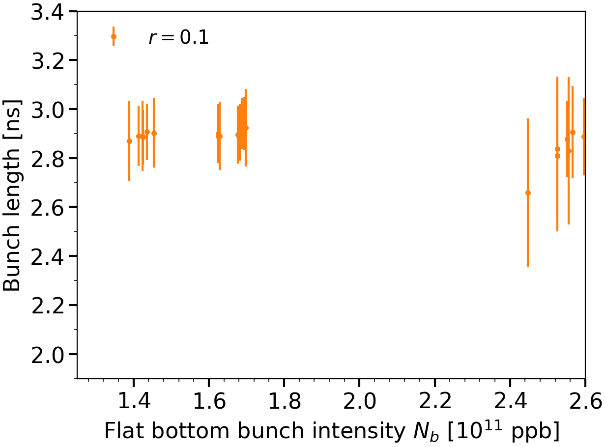 3.4
3.2
3.0
2.8
2.6
2.4
2.2
2.0
Bunch length [ns]
r = 0.1
1.4 1.6 1.8 2.0 2.2 2.4 2.6
Flat bottom bunch intensity N_b [10^11 ppb]